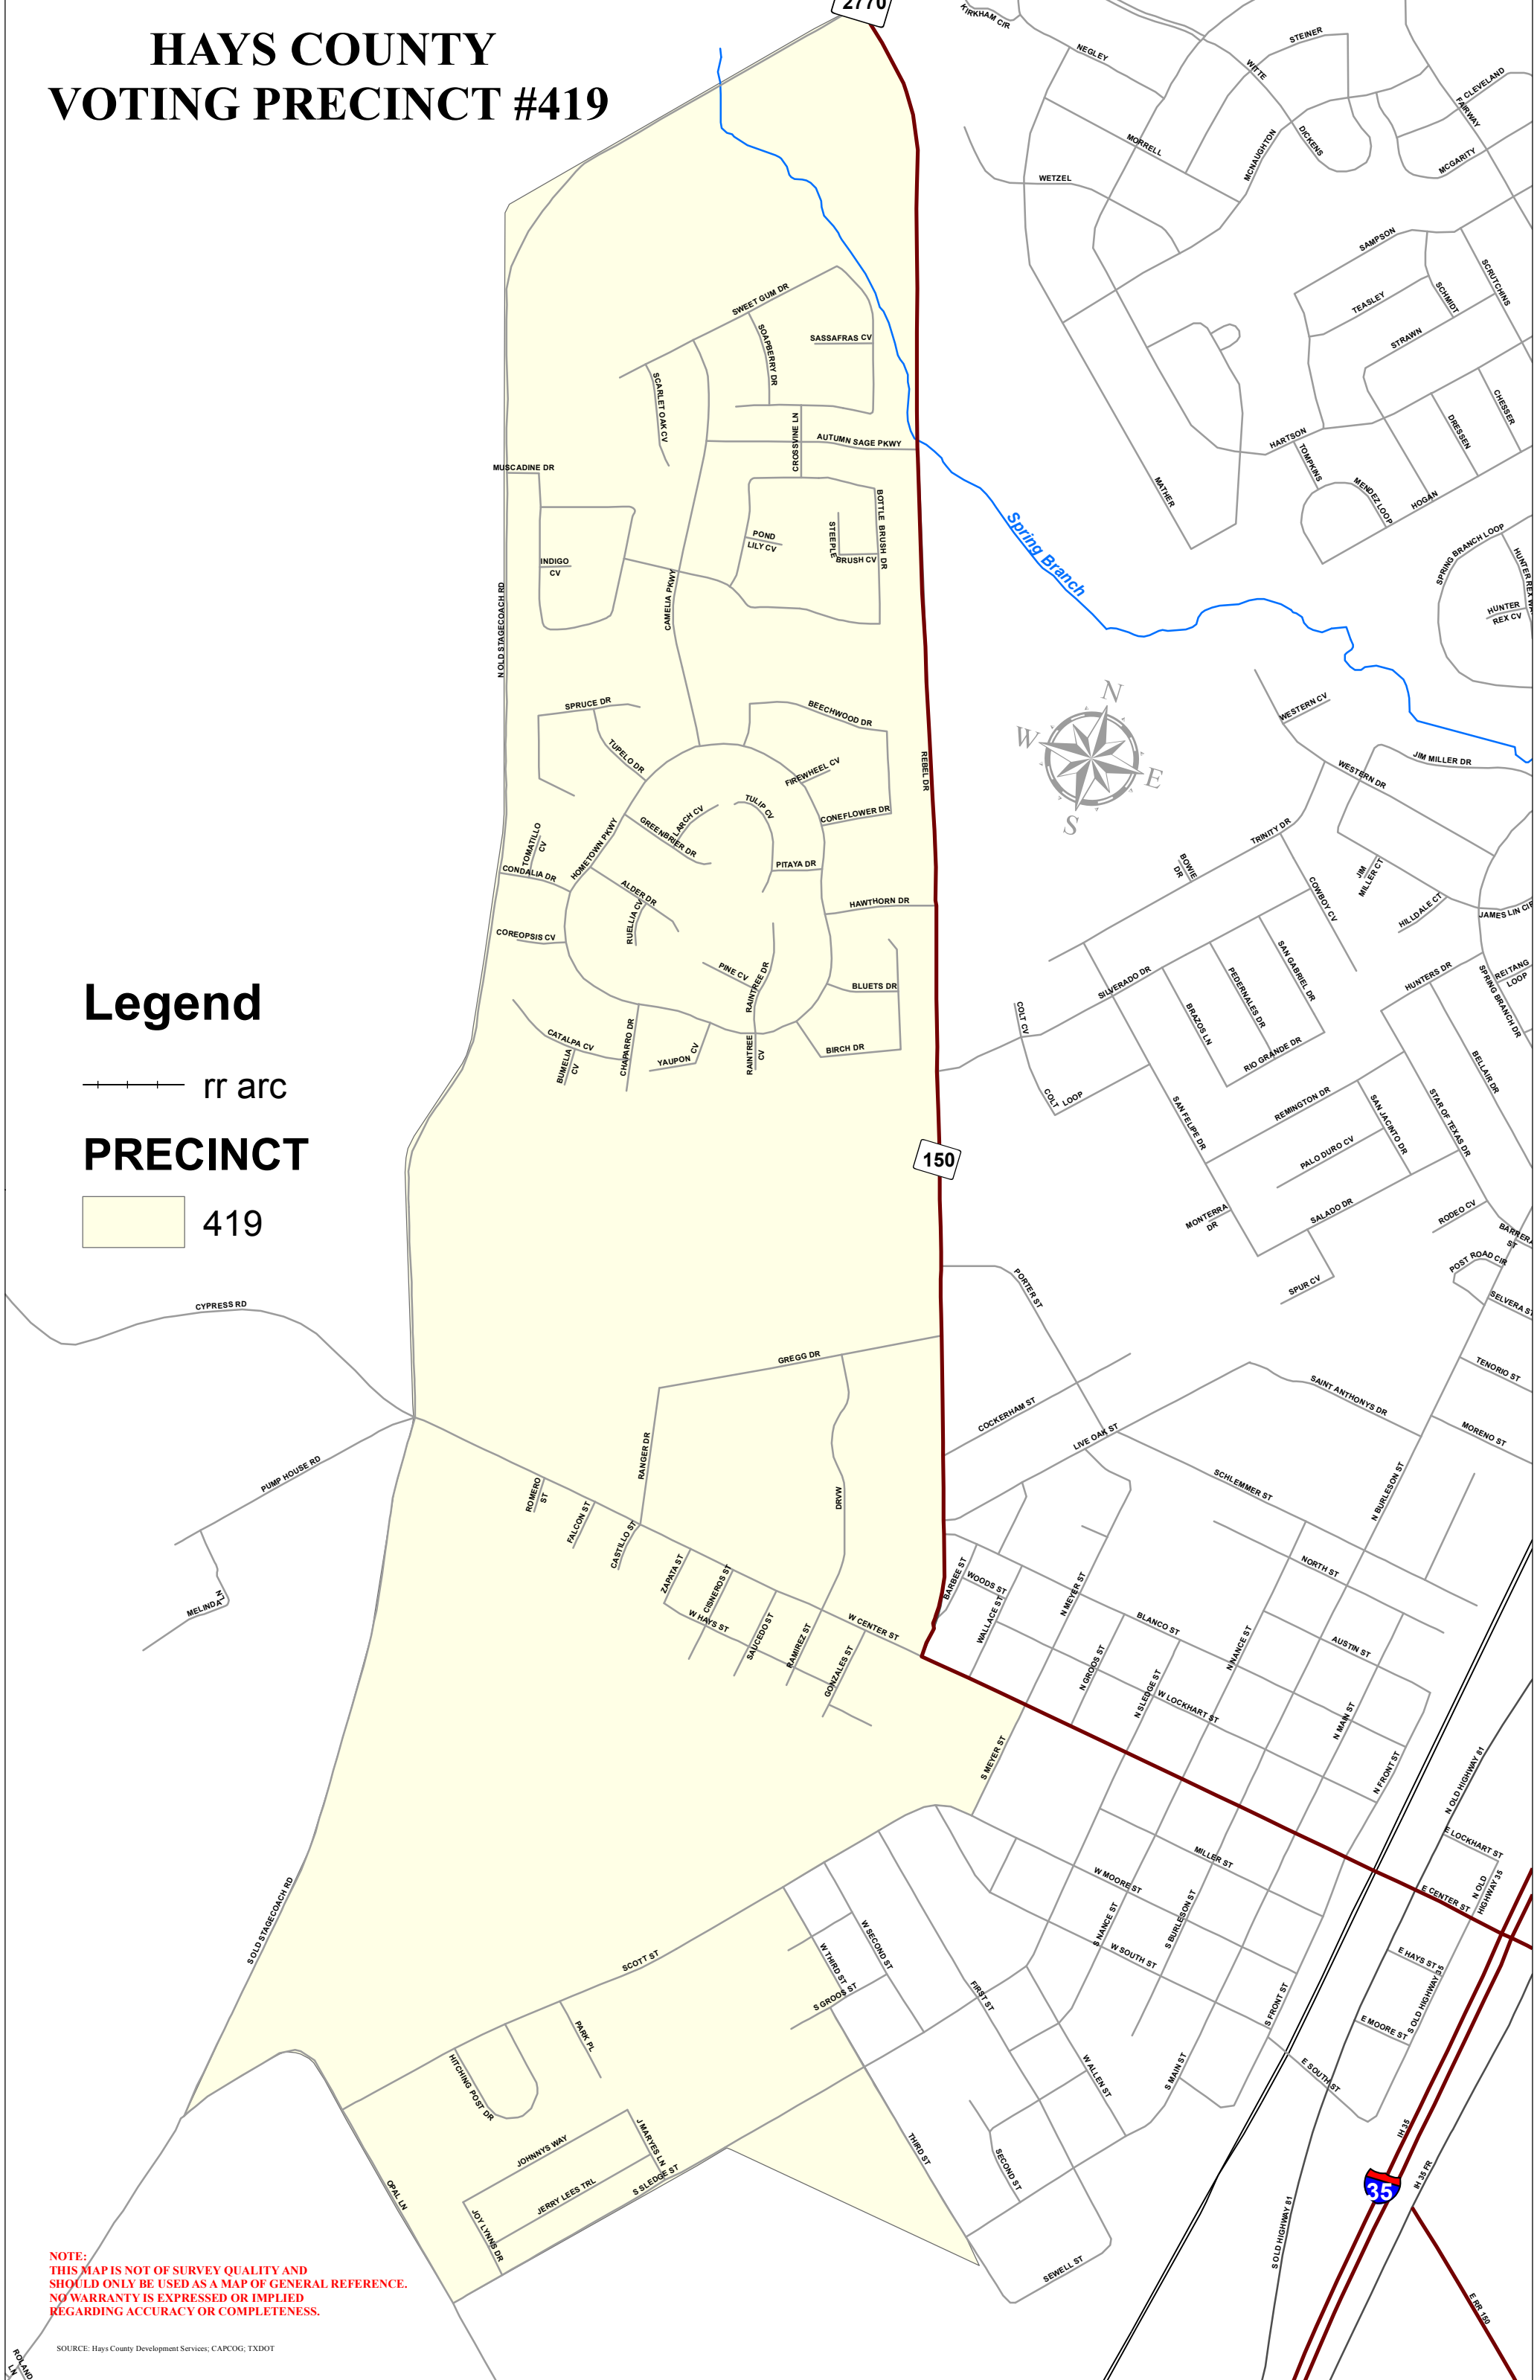 HAYS COUNTY
VOTING PRECINCT #419
2770
KIRKHAM CIR
NEGLEY
WITTE
STEINER
CLEVELAND
FAIRWAY
MORRELL
MCNAUGHTON
DICKENS
MCGARITY
WETZEL
SAMPSON
SCRUTCHINS
TEASLEY
SCHMIDT
STRAWN
SWEET GUM DR
SOAPBERRY DR
SASSAFRAS CV
SCARLET OAK CV
CROSSVINE LN
AUTUMN SAGE PKWY
HARTSON
TOMPKINS
DRESSEN
CHESSER
MATHER
MENDEZ LOOP
HOGAN
MUSCADINE DR
INDIGO
CV
POND
LILY CV
STEEPLE
BRUSH CV
BOTTLE BRUSH DR
Spring Branch
SPRING BRANCH LOOP
HUNTER REX WA
HUNTER
REX CV
N OLD STAGECOACH RD
CAMELIA PKWY
N
W
E
S
WESTERN CV
JIM MILLER DR
WESTERN DR
SPRUCE DR
TUPELO DR
BEECHWOOD DR
FIREWHEEL CV
REBEL DR
TULIP CV
LARCH CV
GREENBRIER DR
CONEFLOWER DR
HOMETOWN PKWY
TOMATILLO
CV
CONDALIA DR
PITAYA DR
ALDER DR
RUELLIA CV
HAWTHORN DR
COREOPSIS CV
PINE CV
RAINTREE DR
BLUETS DR
CATALPA CV
BUMELIA
CV
CHAPARRO DR
YAUPON CV
RAINTREE
CV
BIRCH DR
TRINITY DR
BOWIE
DR
COWBOY CV
JIM
MILLER CT
HILLDALE CT
JAMES LIN CIR
REI TANG
LOOP
SPRING BRANCH DR
HUNTERS DR
SILVERADO DR
SAN GABRIEL DR
PEDERNALES DR
BRAZOS LN
RIO GRANDE DR
COLT CV
COLT LOOP
BELLAIR DR
REMINGTON DR
SAN JACINTO DR
STAR OF TEXAS DR
SAN FELIPE DR
PALO DURO CV
SALADO DR
MONTERRA
DR
RODEO CV
BARRERA
ST
POST ROAD CIR
SPUR CV
SELVERA ST
150
Legend
rr arc
PRECINCT
419
CYPRESS RD
PORTER ST
GREGG DR
TENORIO ST
SAINT ANTHONYS DR
COCKERHAM ST
LIVE OAK ST
MORENO ST
PUMP HOUSE RD
RANGER DR
DRVW
ROMERO
ST
FALCON ST
CASTILLO ST
SCHLEMMER ST
N BURLESON ST
NORTH ST
MELINDA LN
ZAPATA ST
CISNEROS ST
W HAYS ST
SAUCEDO ST
RAMIREZ ST
W CENTER ST
GONZALES ST
BARBEE ST
WOODS ST
WALLACE ST
N MEYER ST
BLANCO ST
N GROOS ST
N NANCE ST
AUSTIN ST
N SLEDGE ST
W LOCKHART ST
N MAIN ST
S MEYER ST
N FRONT ST
N OLD HIGHWAY 81
E LOCKHART ST
MILLER ST
W MOORE ST
E CENTER ST
N OLD
HIGHWAY 35
S NANCE ST
S BURLESON ST
W SOUTH ST
E HAYS ST
S OLD HIGHWAY 35
S FRONT ST
E MOORE ST
E SOUTH ST
S OLD STAGECOACH RD
SCOTT ST
W SECOND ST
W THIRD ST
S GROOS ST
FIRST ST
W ALLEN ST
S MAIN ST
PARK PL
HITCHING POST DR
J MARYES LN
JOHNNYS WAY
JERRY LEES TRL
S SLEDGE ST
JOY LYNNS DR
OPAL LN
THIRD ST
SECOND ST
SEWELL ST
IH 35
35
IH 35 FR
S OLD HIGHWAY 81
E RR 150
NOTE:
THIS MAP IS NOT OF SURVEY QUALITY AND
SHOULD ONLY BE USED AS A MAP OF GENERAL REFERENCE.
NO WARRANTY IS EXPRESSED OR IMPLIED
REGARDING ACCURACY OR COMPLETENESS.
SOURCE: Hays County Development Services; CAPCOG; TXDOT
ROLAND
LN